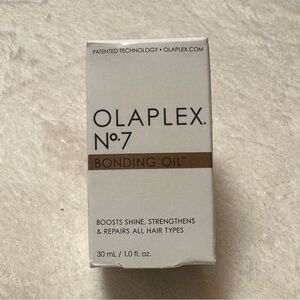 PATENTED TECHNOLOGY • OLAPLEX.COM
OLAPLEX.
Nº.7
BONDING OIL™
BOOSTS SHINE, STRENGTHENS
& REPAIRS ALL HAIR TYPES
30 mL / 1.0 fl. oz.